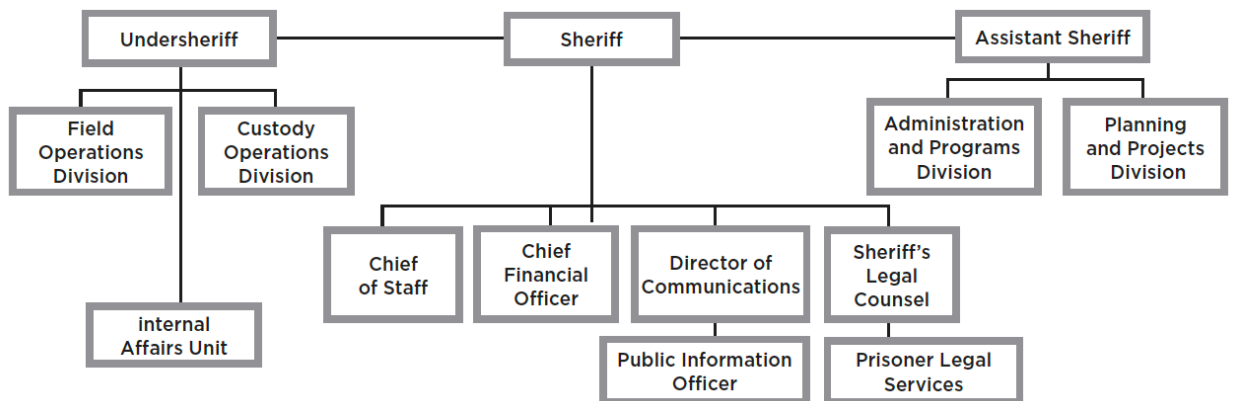 Undersheriff
Sheriff
Assistant Sheriff
Field
Operations
Division
Custody
Operations
Division
Administration
and Programs
Division
Planning
and Projects
Division
Chief
of Staff
Chief
Financial
Officer
Director of
Communications
Sheriff’s
Legal
Counsel
internal
Affairs Unit
Public Information
Officer
Prisoner Legal
Services